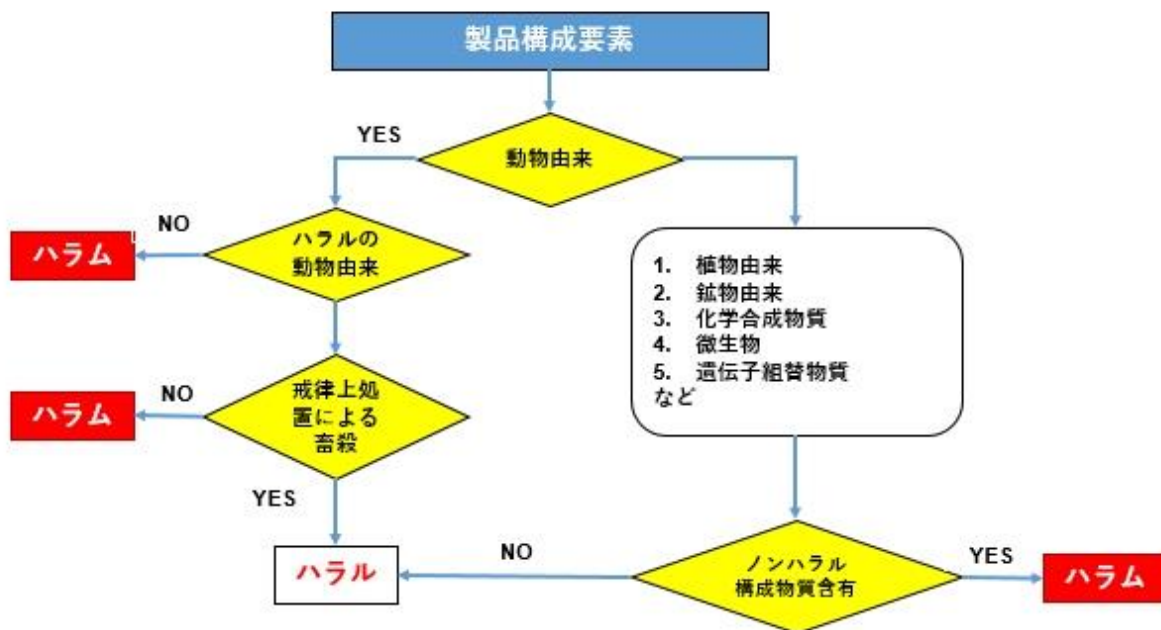 製品構成要素
YES
動物由来
NO
ハラム
ハラルの
動物由来
1. 植物由来
2. 鉱物由来
3. 化学合成物質
4. 微生物
5. 遺伝子組替物質
など
NO
ハラム
戒律上処
置による
畜殺
YES
ハラル
NO
ノンハラル
構成物質含有
YES
ハラム